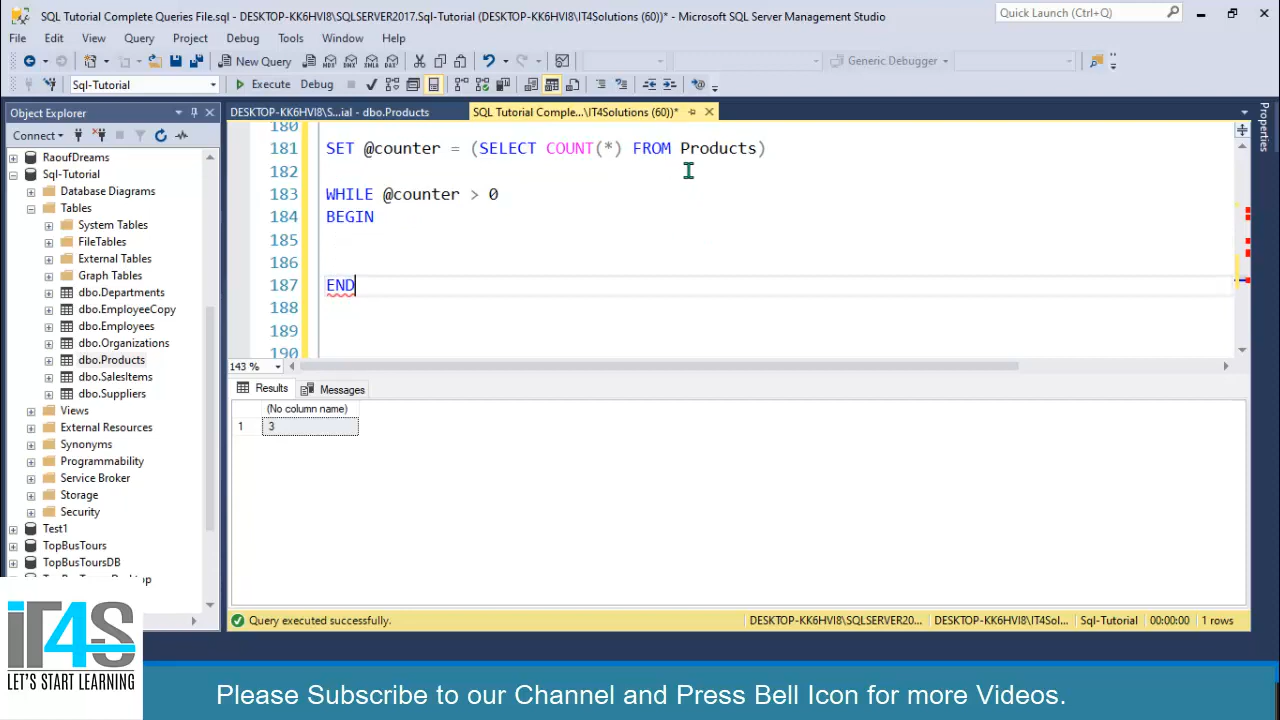 SQL Tutorial Complete Queries File.sql - DESKTOP-KK6HVI8\SQLSERVER2017.Sql-Tutorial (DESKTOP-KK6HVI8\IT4Solutions (60))* - Microsoft SQL Server Management Studio
Quick Launch (Ctrl+Q)
File Edit View Query Project Debug Tools Window Help
New Query
Generic Debugger
Sql-Tutorial
Execute Debug
Object Explorer
DESKTOP-KK6HVI8\S...ial - dbo.Products
SQL Tutorial Comple...\IT4Solutions (60))*
Properties
Connect
RaoufDreams
Sql-Tutorial
Database Diagrams
Tables
System Tables
FileTables
External Tables
Graph Tables
dbo.Departments
dbo.EmployeeCopy
dbo.Employees
dbo.Organizations
dbo.Products
dbo.SalesItems
dbo.Suppliers
Views
External Resources
Synonyms
Programmability
Service Broker
Storage
Security
Test1
TopBusTours
TopBusToursDB
180
181 SET @counter = (SELECT COUNT(*) FROM Products)
182
183 WHILE @counter > 0
184 BEGIN
185
186
187 END
188
189
190
143 %
Results Messages
(No column name)
1 3
Query executed successfully.
DESKTOP-KK6HVI8\SQLSERVER20... DESKTOP-KK6HVI8\IT4Sol... Sql-Tutorial 00:00:00 1 rows
iT4S
LET'S START LEARNING
Please Subscribe to our Channel and Press Bell Icon for more Videos.